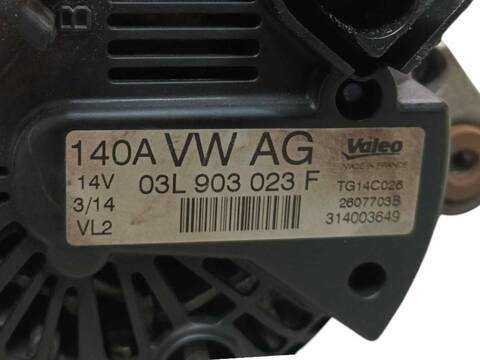 B
140A VW AG
Valeo
MADE IN FRANCE
14V 03L 903 023 F
TG14C026
3/14
2607703B
VL2
314003649